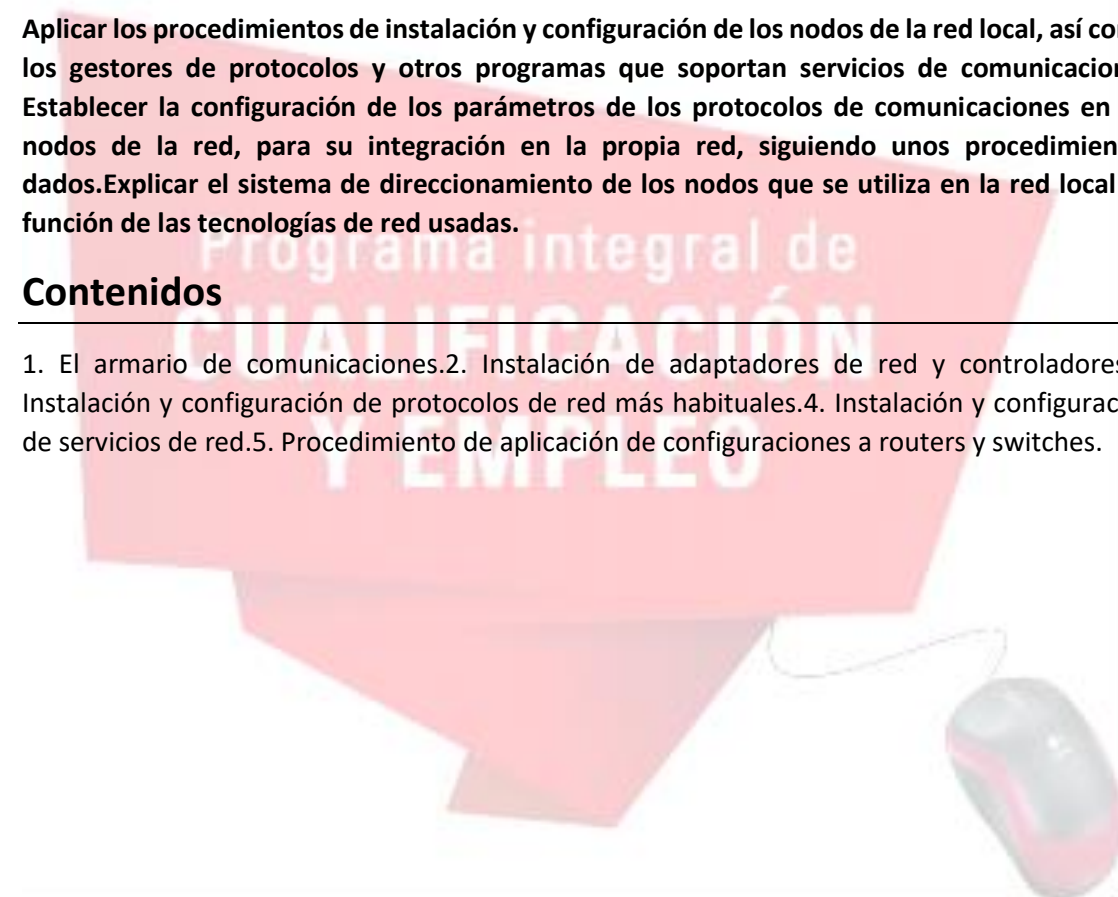 Aplicar los procedimientos de instalación y configuración de los nodos de la red local, así
los gestores de protocolos y otros programas que soportan servicios de
Establecer la configuración de los parámetros de los protocolos de comunicaciones en
nodos de la red, para su integración en la propia red, siguiendo unos
dados.Explicar el sistema de direccionamiento de los nodos que se utiliza en la red local
función de las tecnologías de red usadas.
Programa integral de
Contenidos
CUALIFICACIÓN
1. El armario de comunicaciones.2. Instalación de adaptadores de red y controladores
Instalación y configuración de protocolos de red más habituales.4. Instalación y
de servicios de red.5. Procedimiento de aplicación de configuraciones a routers y switches.
Y EMPLEO